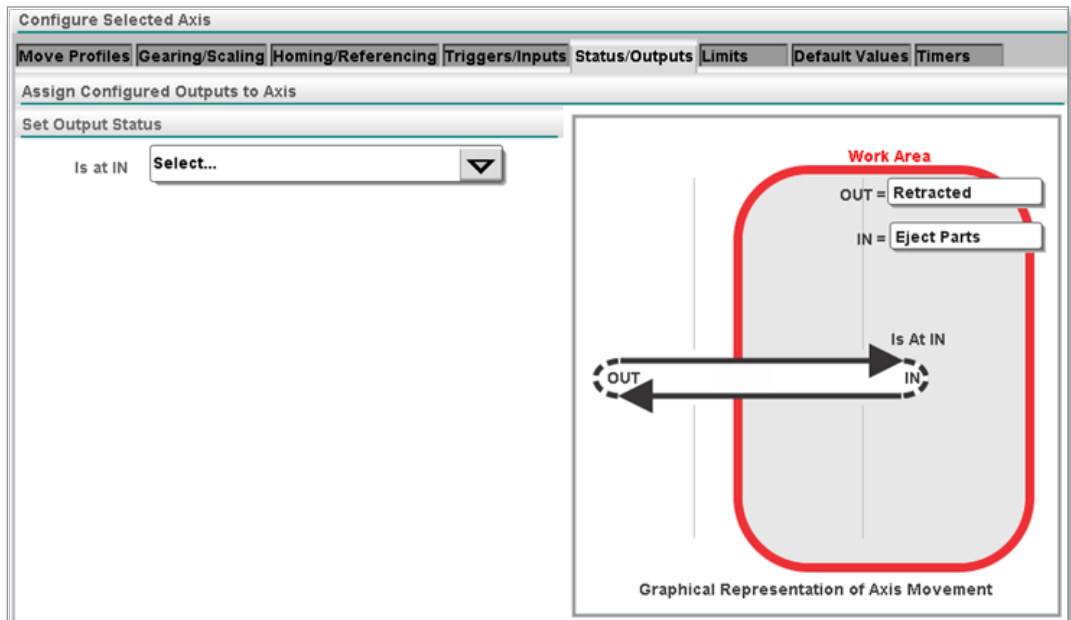 Configure Selected Axis
Move Profiles Gearing/Scaling Homing/Referencing Triggers/Inputs Status/Outputs Limits Default Values Timers
Assign Configured Outputs to Axis
Set Output Status
Is at IN Select...
Work Area
OUT = Retracted
IN = Eject Parts
Is At IN
OUT IN
Graphical Representation of Axis Movement